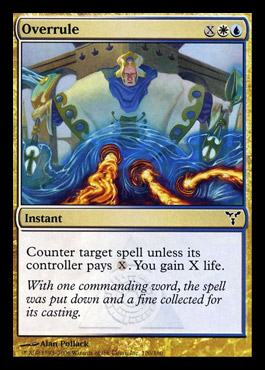 Overrule X
Instant
Counter target spell unless its
controller pays X. You gain X life.
With one commanding word, the spell
was put down and a fine collected for
its casting.
Alan Pollack